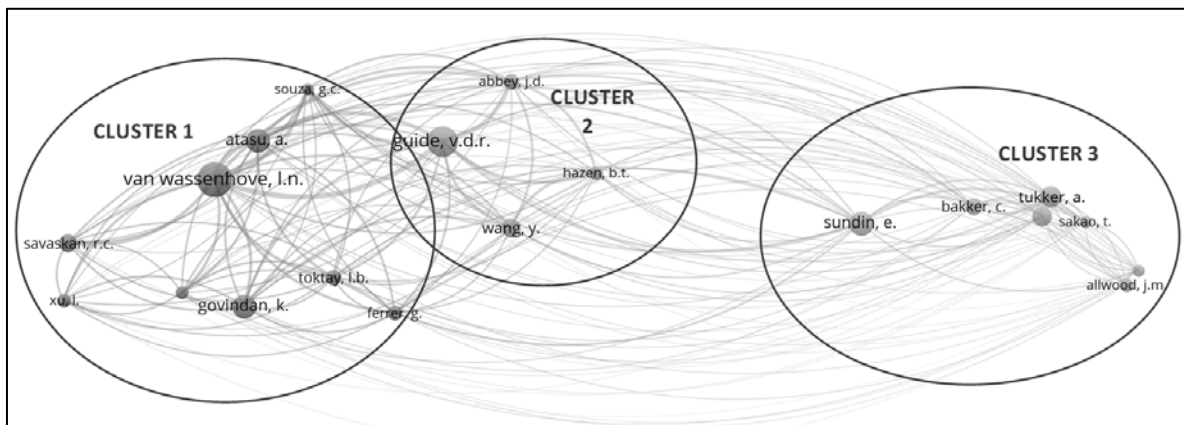 CLUSTER 1
souza, g.c.
atasu, a.
van wassenhove, l.n.
savaskan, r.c.
xu, l.
govindan, k.
toktay, l.b.
ferrer, g.
CLUSTER
2
abbey, j.d.
guide, v.d.r.
hazen, b.t.
wang, y.
CLUSTER 3
sundin, e.
bakker, c.
tukker, a.
sakao, t.
allwood, j.m